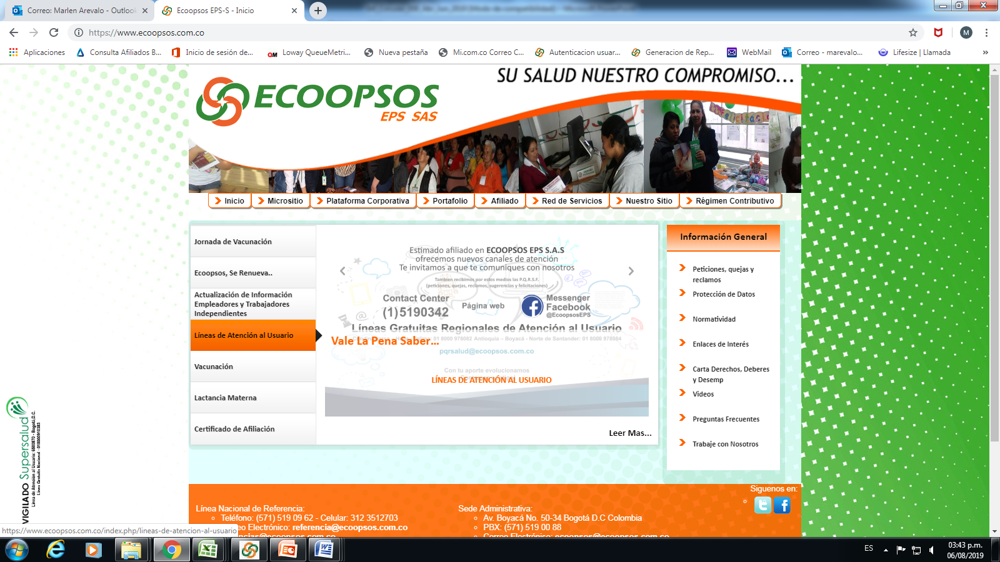 Correo: Marlen Arevalo - Outlook
Ecoopsos EPS-S - Inicio
https://www.ecoopsos.com.co
M
Aplicaciones
Consulta Afiliados B...
Inicio de sesión de...
Loway QueueMetri...
Nueva pestaña
Mi.com.co Correo C...
Autenticacion usuar...
Generacion de Rep...
WebMail
Correo - marevalo...
Lifesize | Llamada
»
SU SALUD NUESTRO COMPROMISO...
ECOOPSOS
EPS SAS
Inicio
Micrositio
Plataforma Corporativa
Portafolio
Afiliado
Red de Servicios
Nuestro Sitio
Régimen Contributivo
Jornada de Vacunación
Ecoopsos, Se Renueva..
Actualización de Información
Empleadores y Trabajadores
Independientes
Líneas de Atención al Usuario
Vacunación
Lactancia Materna
Certificado de Afiliación
Estimado afiliado en ECOOPSOS EPS S.A.S
ofrecemos nuevos canales de atención
Te invitamos a que te comuniques con nosotros
Tambien recibimos por estos medios las P.Q.R.S.F.
(peticiones, quejas, reclamos, sugerencias y felicitaciones)
Contact Center
(1)5190342
Página web
Messenger
Facebook
@EcoopsosEPS
Líneas Gratuitas Regionales de Atención al Usuario
01 8000 978082 Antioquia – Boyacá - Norte de Santander: 01 8000 978084
Vale La Pena Saber...
pqrsalud@ecoopsos.com.co
Con tu aporte evolucionamos
LÍNEAS DE ATENCIÓN AL USUARIO
Leer Mas...
Información General
Peticiones, quejas y
reclamos
Protección de Datos
Normatividad
Enlaces de Interés
Carta Derechos, Deberes
y Desemp
Videos
Preguntas Frecuentes
Trabaje con Nosotros
VIGILADO Supersalud
Línea de Atención al Usuario: 6500870 - Bogotá, D.C.
Línea Gratuita Nacional: 018000910383
Siguenos en:
Línea Nacional de Referencia:
Teléfono: (571) 519 09 62 - Celular: 312 3512703
eo Electrónico: referencia@ecoopsos.com.co
Sede Administrativa:
Av. Boyacá No. 50-34 Bogotá D.C Colombia
PBX: (571) 519 00 88
Correo Electrónico: ecoopsos@ecoopsos.com.co
https://www.ecoopsos.com.co/index.php/lineas-de-atencion-al-usuario
ES
03:43 p.m.
06/08/2019